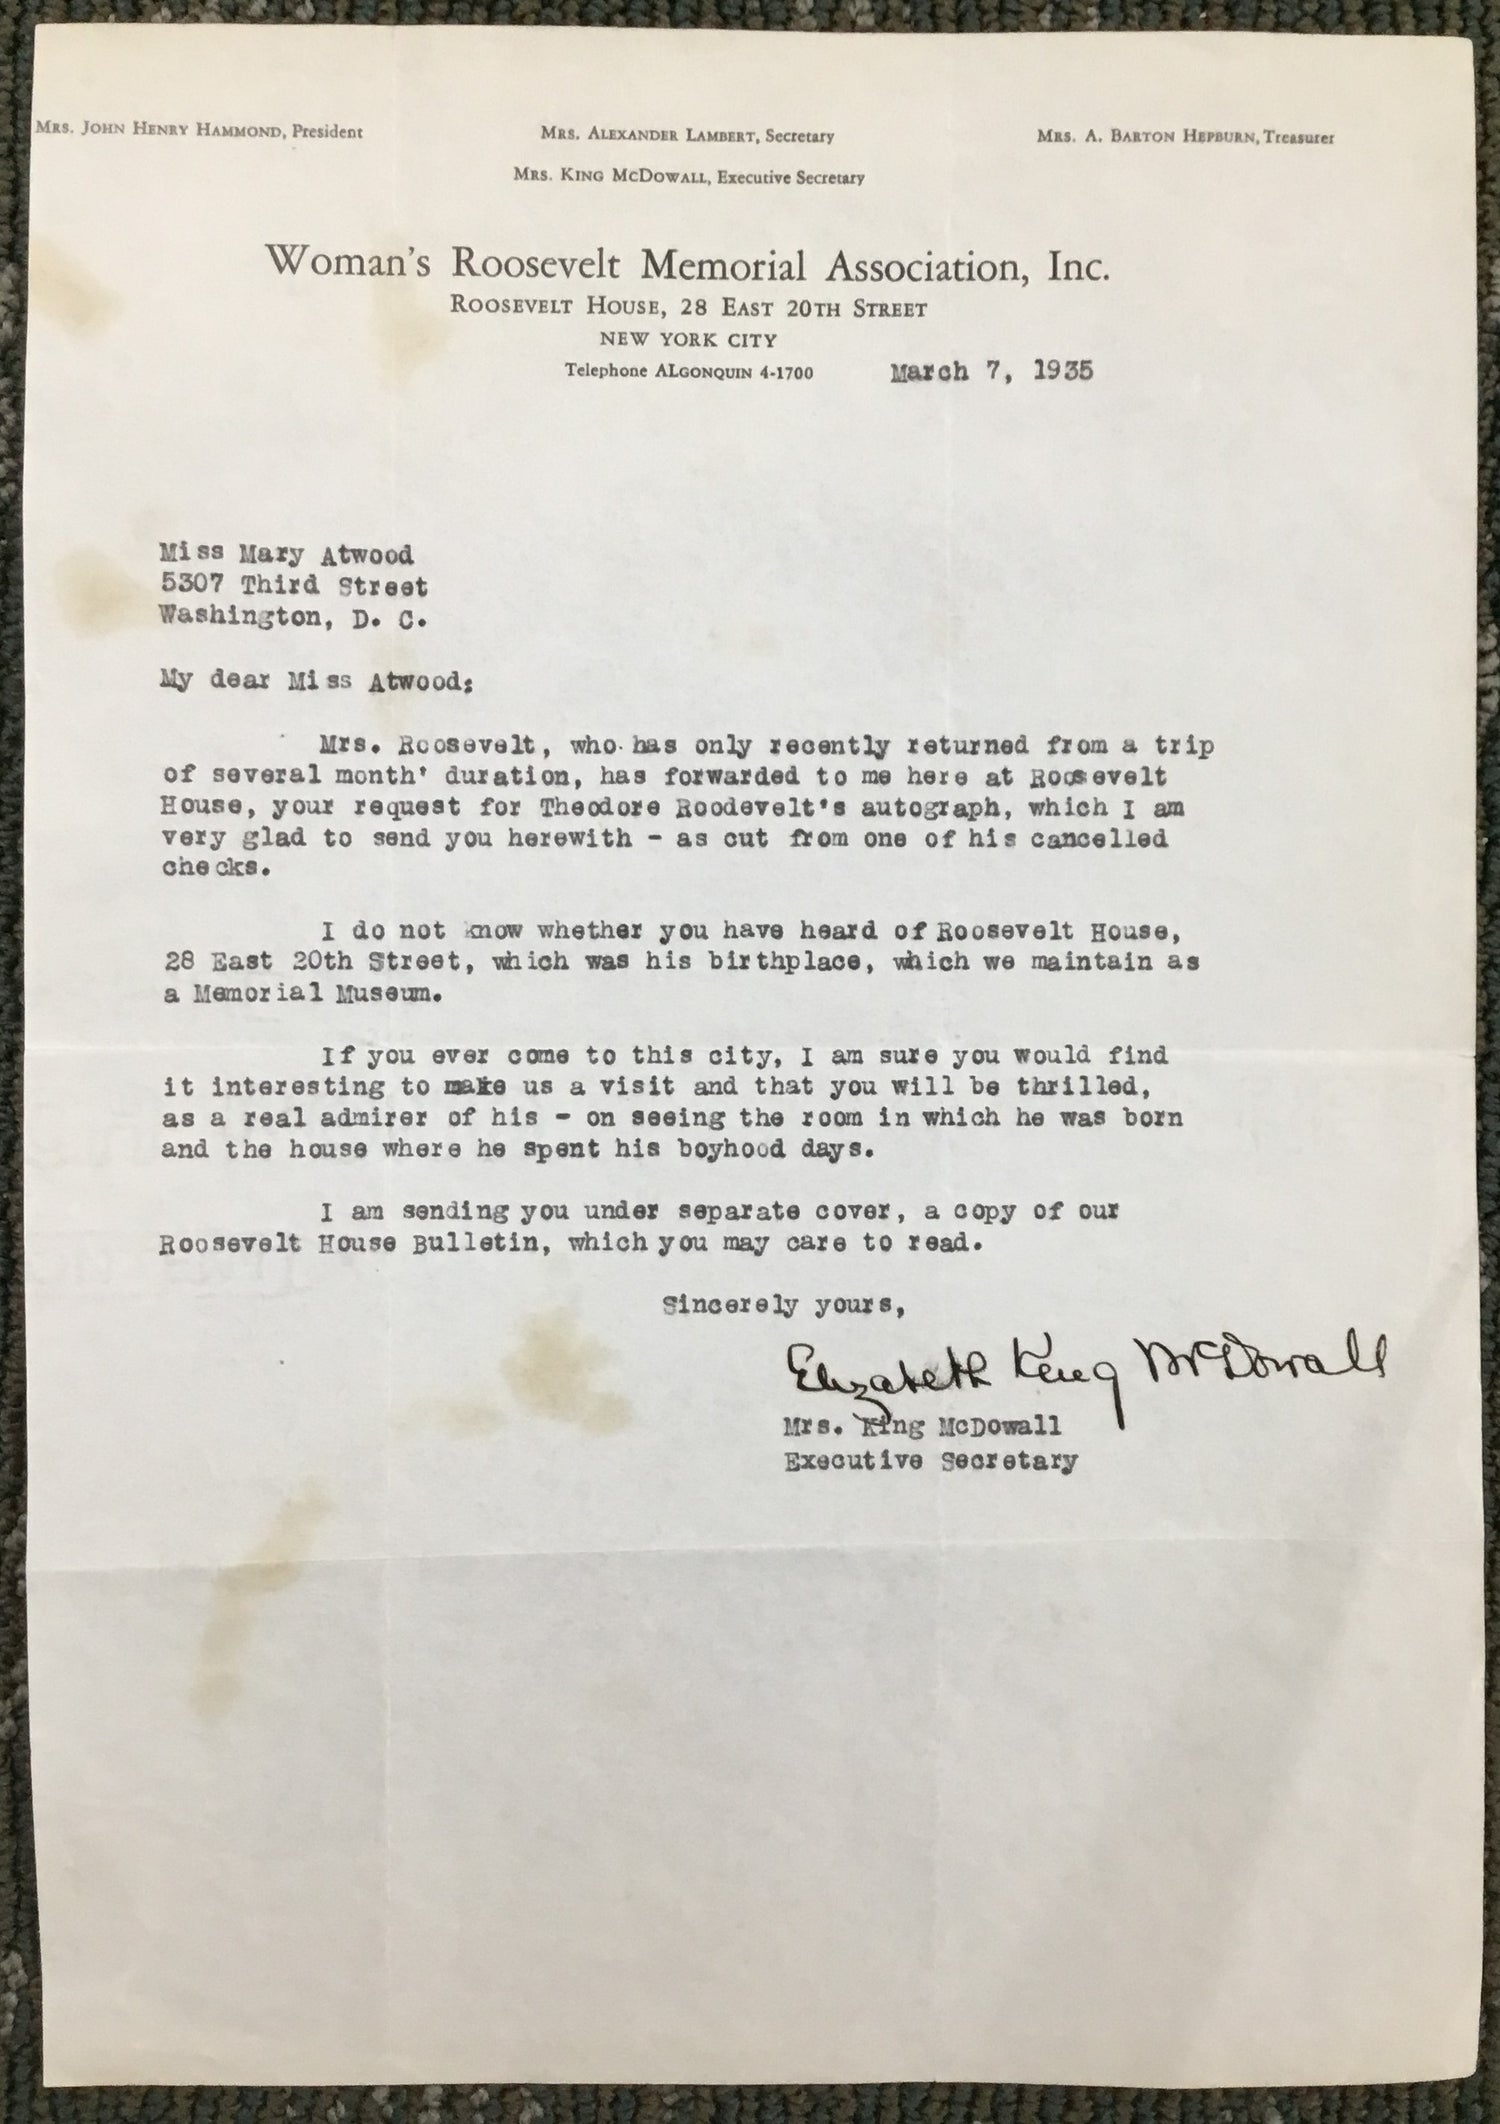 Mrs. John Henry Hammond, President
Mrs. Alexander Lambert, Secretary
Mrs. A. Barton Hepburn, Treasurer
Mrs. King McDowall, Executive Secretary
Woman's Roosevelt Memorial Association, Inc.
Roosevelt House, 28 East 20th Street
NEW YORK CITY
Telephone ALgonquin 4-1700 March 7, 1935
Miss Mary Atwood
5307 Third Street
Washington, D. C.
My dear Miss Atwood;
Mrs. Roosevelt, who has only recently returned from a trip
of several month' duration, has forwarded to me here at Roosevelt
House, your request for Theodore Roodevelt's autograph, which I am
very glad to send you herewith - as cut from one of his cancelled
checks.
I do not know whether you have heard of Roosevelt House,
28 East 20th Street, which was his birthplace, which we maintain as
a Memorial Museum.
If you ever come to this city, I am sure you would find
it interesting to make us a visit and that you will be thrilled,
as a real admirer of his - on seeing the room in which he was born
and the house where he spent his boyhood days.
I am sending you under separate cover, a copy of our
Roosevelt House Bulletin, which you may care to read.
Sincerely yours,
Elizabeth King McDowall
Mrs. King McDowall
Executive Secretary